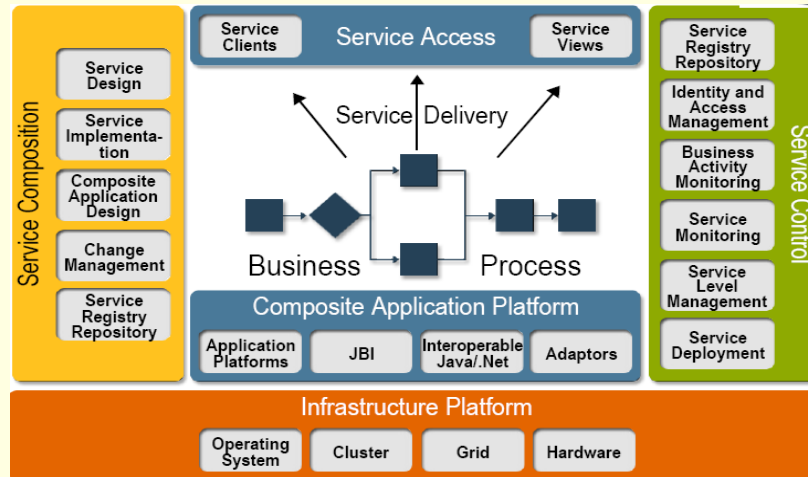 Service Composition
Service
Design
Service
Implementa-
tion
Composite
Application
Design
Change
Management
Service
Registry
Repository
Service
Clients
Service Access
Service
Views
Service Delivery
Business Process
Composite Application Platform
Application
Platforms
JBI
Interoperable
Java/.Net
Adaptors
Service
Registry
Repository
Identity and
Access
Management
Business
Activity
Monitoring
Service
Monitoring
Service
Level
Management
Service
Deployment
Service Control
Infrastructure Platform
Operating
System
Cluster
Grid
Hardware